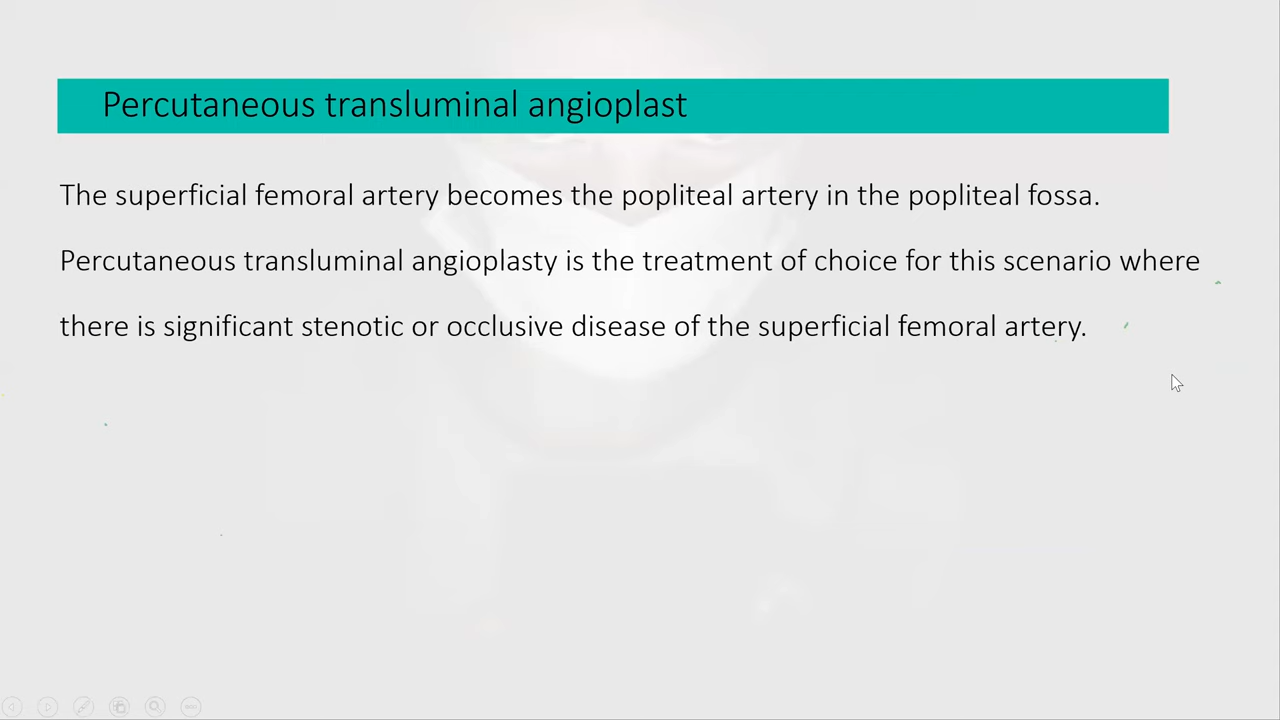 Percutaneous transluminal angioplast
The superficial femoral artery becomes the popliteal artery in the popliteal fossa.
Percutaneous transluminal angioplasty is the treatment of choice for this scenario where
there is significant stenotic or occlusive disease of the superficial femoral artery.